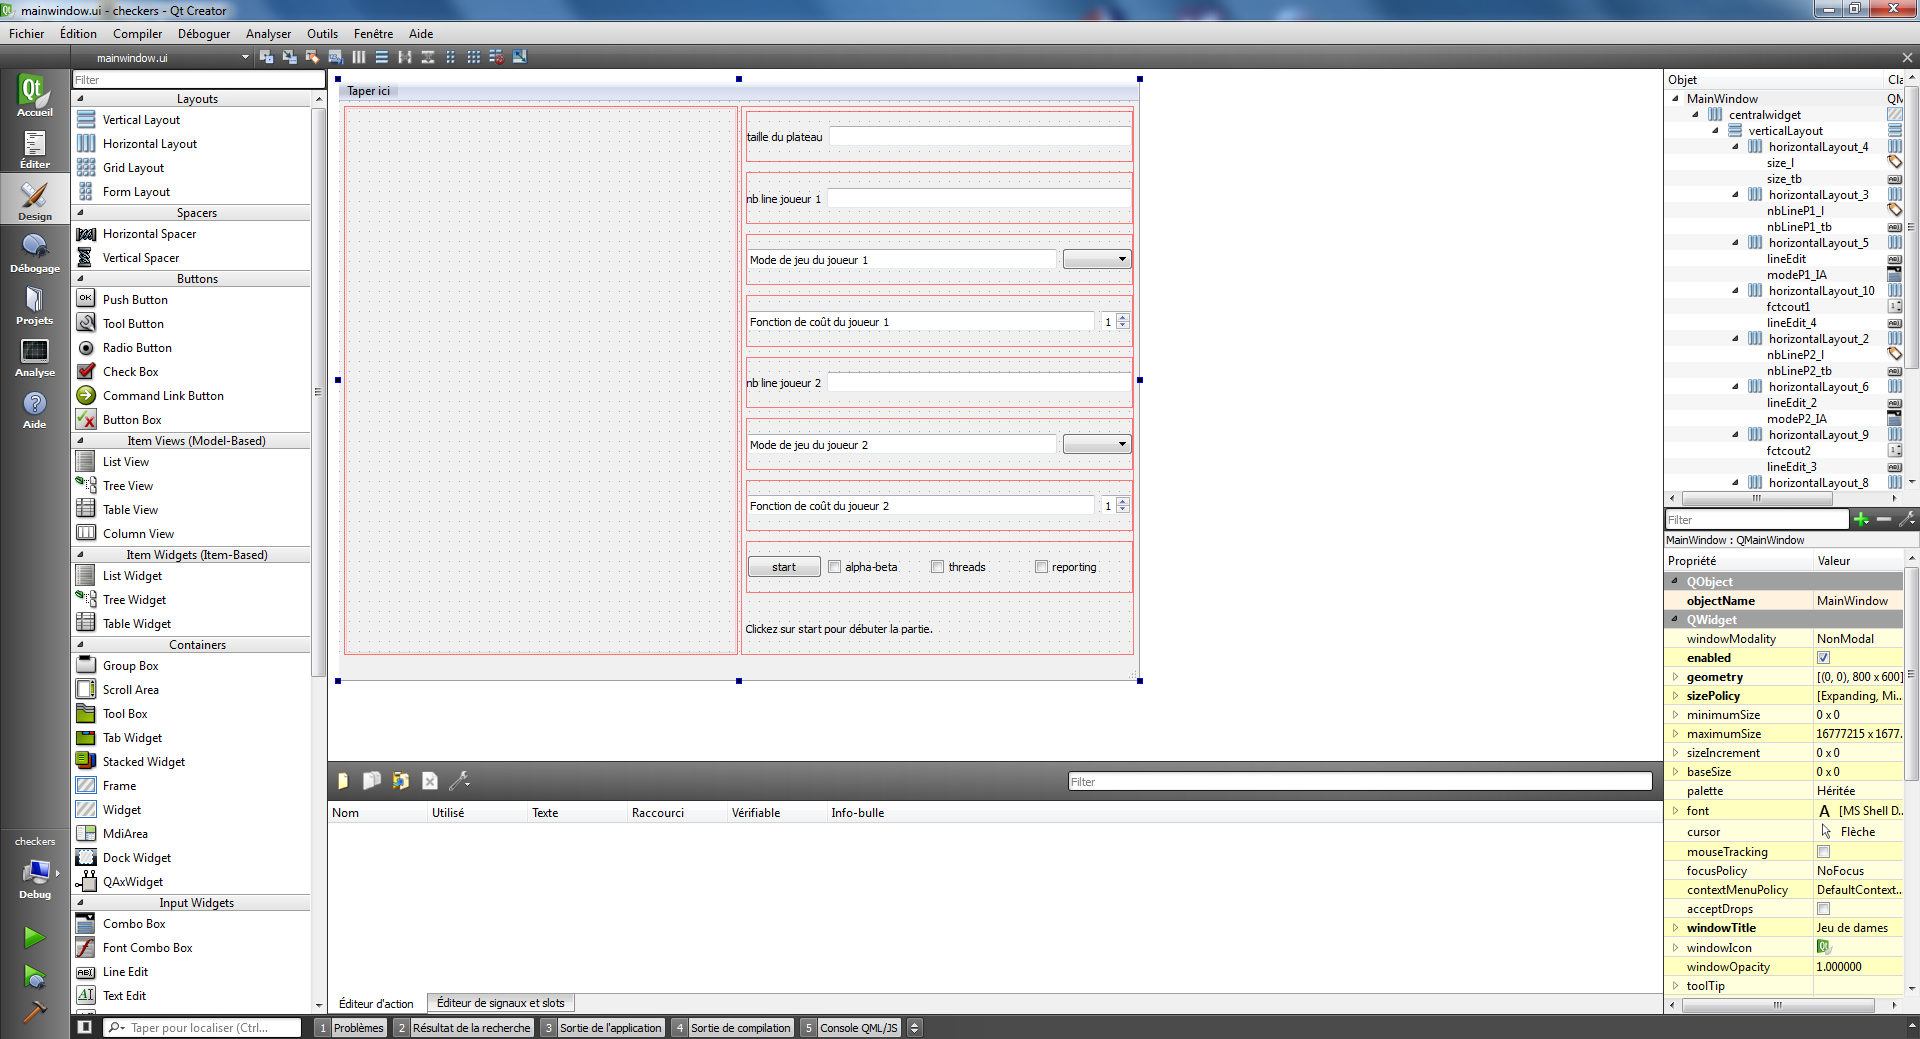 mainwindow.ui - checkers - Qt Creator
Fichier Édition Compiler Déboguer Analyser Outils Fenêtre Aide
mainwindow.ui
Accueil
Éditer
Design
Débogage
Projets
Analyse
Aide
checkers
Debug
Filter
Layouts
Vertical Layout
Horizontal Layout
Grid Layout
Form Layout
Spacers
Horizontal Spacer
Vertical Spacer
Buttons
Push Button
Tool Button
Radio Button
Check Box
Command Link Button
Button Box
Item Views (Model-Based)
List View
Tree View
Table View
Column View
Item Widgets (Item-Based)
List Widget
Tree Widget
Table Widget
Containers
Group Box
Scroll Area
Tool Box
Tab Widget
Stacked Widget
Frame
Widget
MdiArea
Dock Widget
QAxWidget
Input Widgets
Combo Box
Font Combo Box
Line Edit
Text Edit
Taper ici
taille du plateau
nb line joueur 1
Mode de jeu du joueur 1
Fonction de coût du joueur 1 1
nb line joueur 2
Mode de jeu du joueur 2
Fonction de coût du joueur 2 1
start alpha-beta threads reporting
Clickez sur start pour débuter la partie.
Filter
Nom Utilisé Texte Raccourci Vérifiable Info-bulle
Éditeur d'action Éditeur de signaux et slots
Objet Cla
MainWindow QM
centralwidget
verticalLayout
horizontalLayout_4
size_l
size_tb
horizontalLayout_3
nbLineP1_l
nbLineP1_tb
horizontalLayout_5
lineEdit
modeP1_IA
horizontalLayout_10
fctcout1
lineEdit_4
horizontalLayout_2
nbLineP2_l
nbLineP2_tb
horizontalLayout_6
lineEdit_2
modeP2_IA
horizontalLayout_9
fctcout2
lineEdit_3
horizontalLayout_8
Filter
MainWindow : QMainWindow
Propriété Valeur
QObject
objectName MainWindow
QWidget
windowModality NonModal
enabled
geometry [(0, 0), 800 x 600]
sizePolicy [Expanding, Mi...
minimumSize 0 x 0
maximumSize 16777215 x 1677...
sizeIncrement 0 x 0
baseSize 0 x 0
palette Héritée
font A [MS Shell D...
cursor Flèche
mouseTracking
focusPolicy NoFocus
contextMenuPolicy DefaultContext...
acceptDrops
windowTitle Jeu de dames
windowIcon
windowOpacity 1.000000
toolTip
Taper pour localiser (Ctrl... 1 Problèmes 2 Résultat de la recherche 3 Sortie de l'application 4 Sortie de compilation 5 Console QML/JS